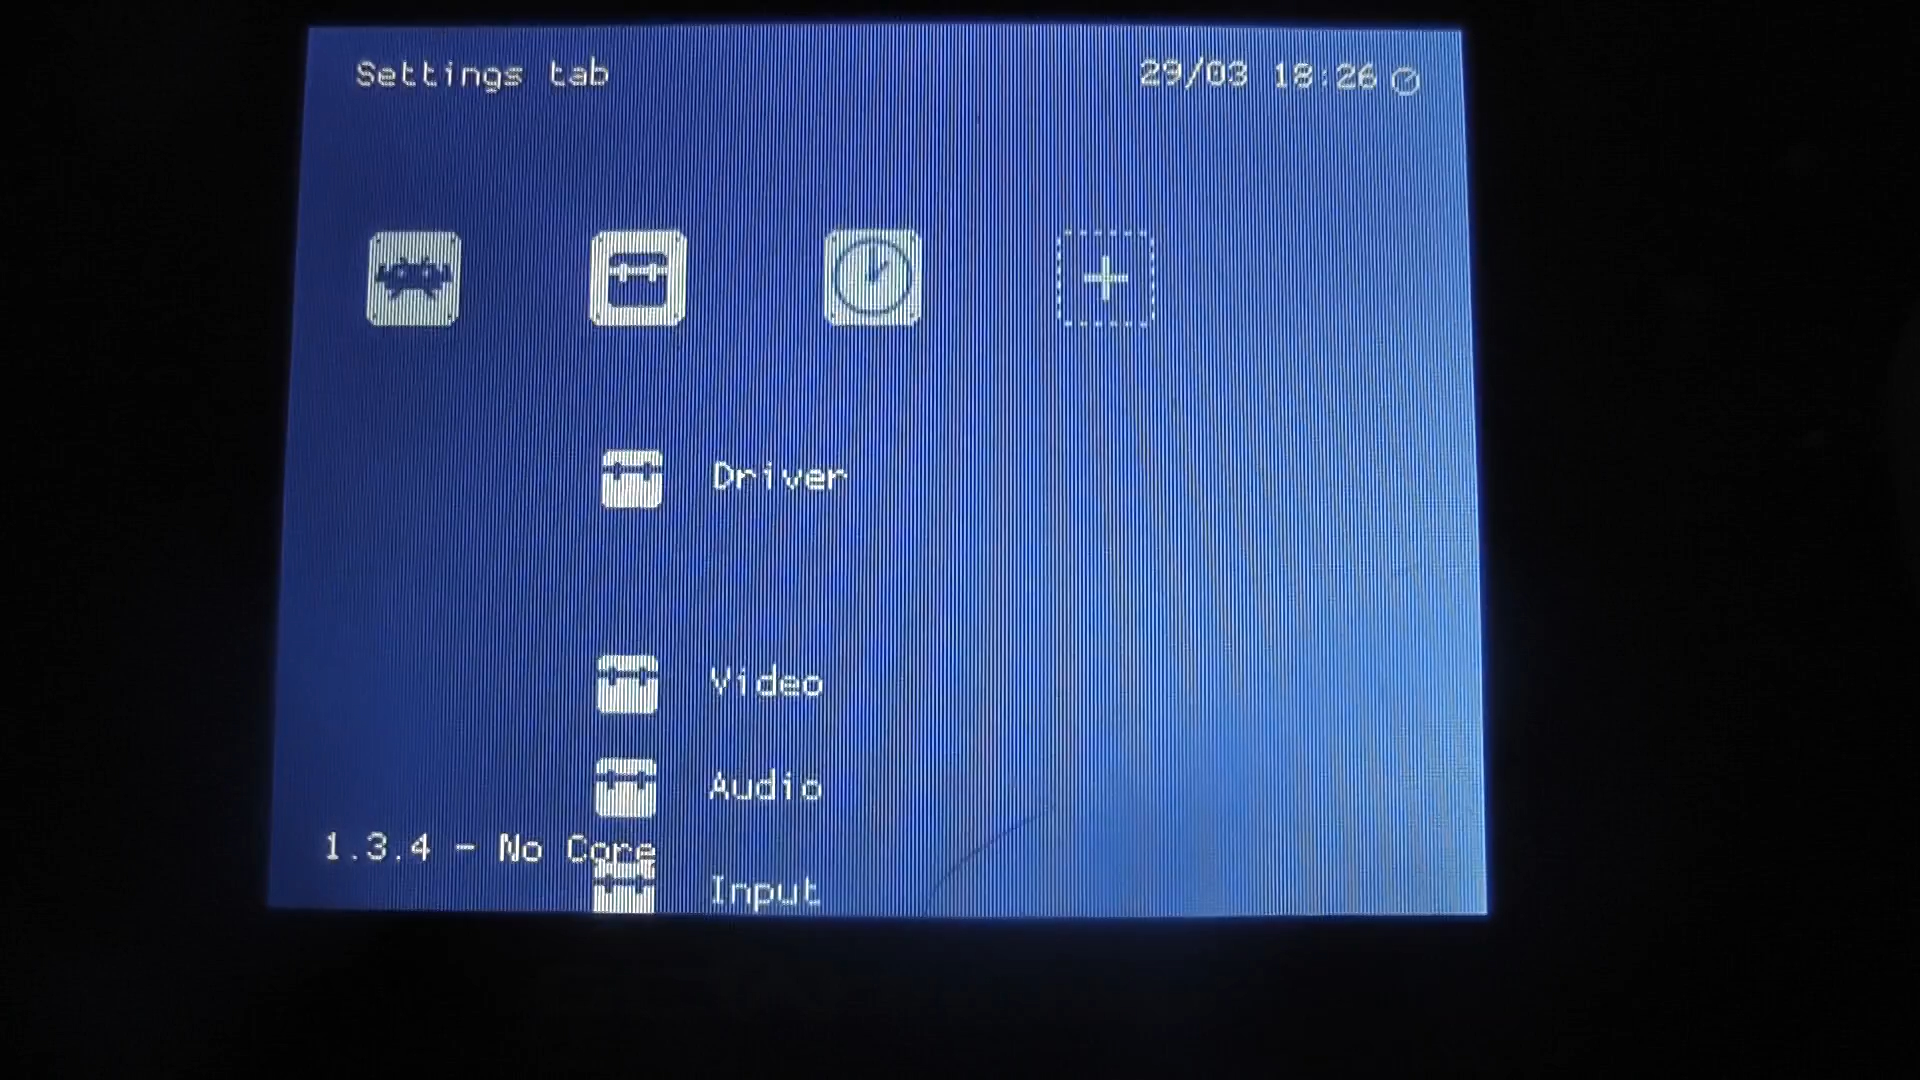 Settings tab
29/03 18:26
Driver
Video
Audio
1.3.4 - No Core
Input